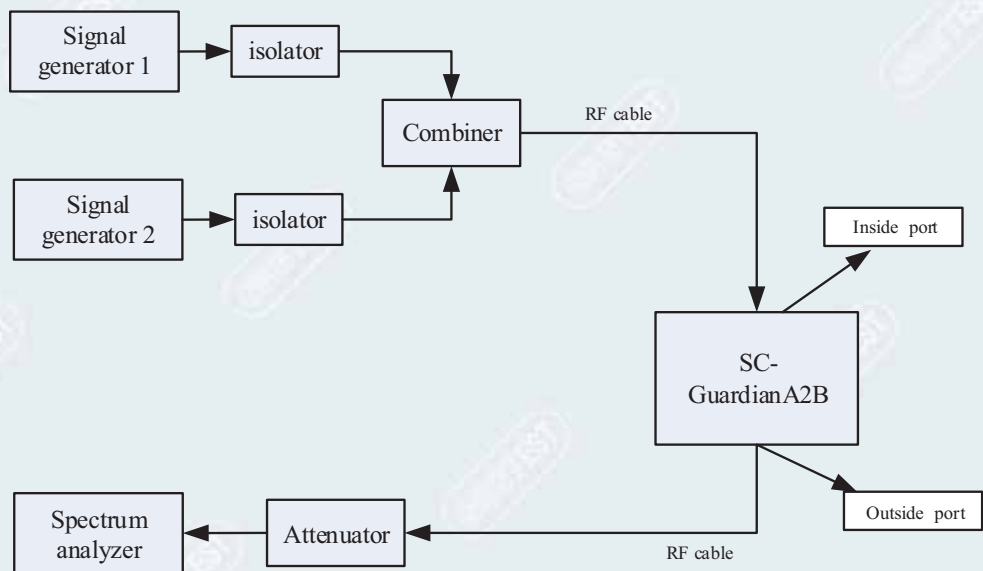 Signal
generator 1
isolator
Combiner
RF cable
Signal
generator 2
isolator
Inside port
SC-
GuardianA2B
Spectrum
analyzer
Attenuator
RF cable
Outside port